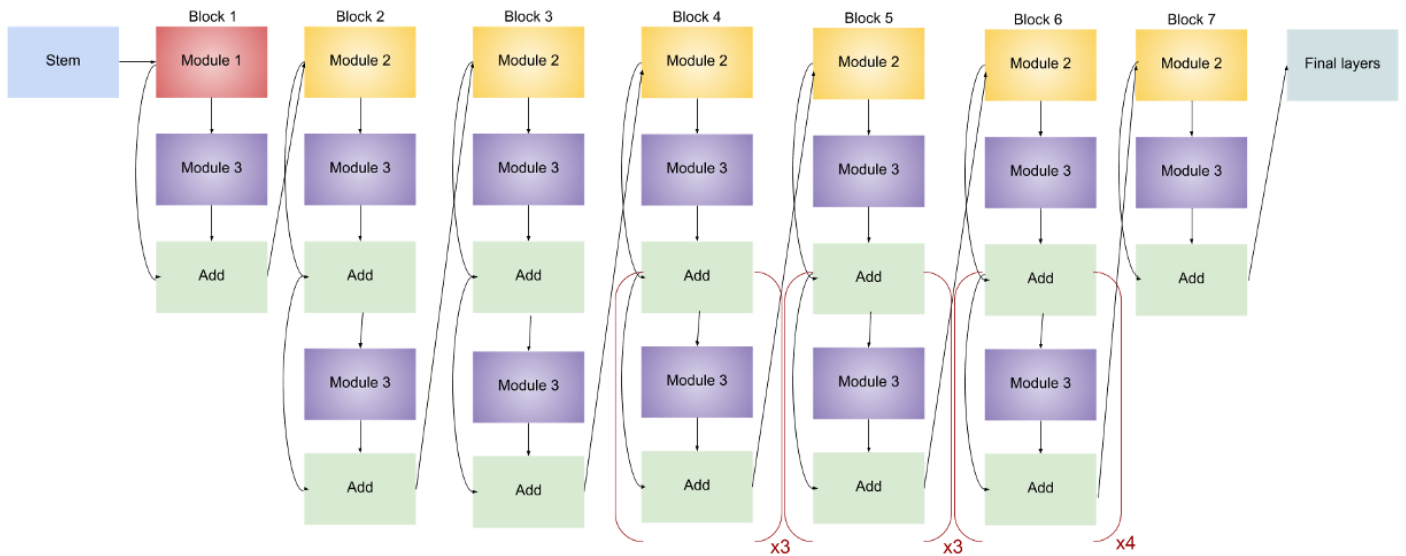 Block 1
Block 2
Block 3
Block 4
Block 5
Block 6
Block 7
Stem
Module 1
Module 2
Module 2
Module 2
Module 2
Module 2
Module 2
Final layers
Module 3
Module 3
Module 3
Module 3
Module 3
Module 3
Module 3
Add
Add
Add
Add
Add
Add
Add
Module 3
Module 3
Module 3
Module 3
Module 3
Add
Add
Add
Add
Add
x3
x3
x4